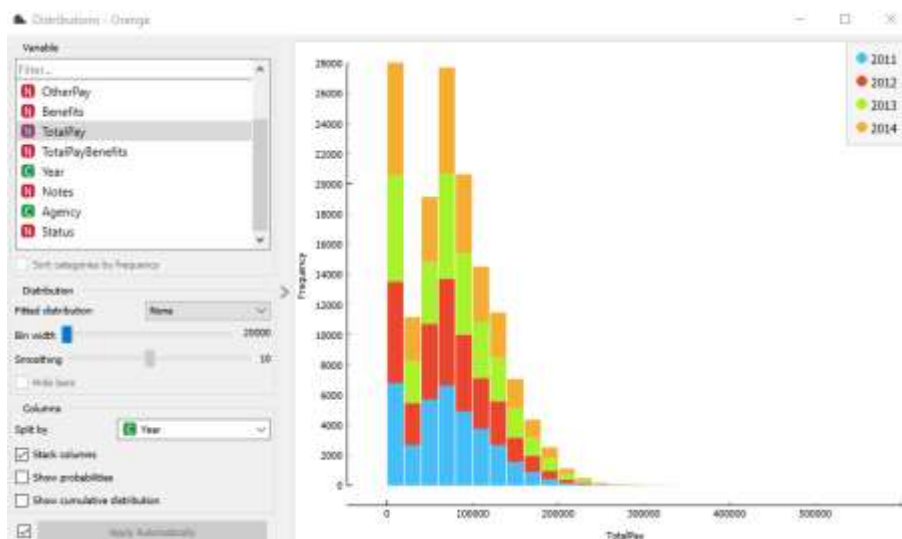 Distributions - Orange
Variable
Filter...
OtherPay
Benefits
TotalPay
TotalPayBenefits
Year
Notes
Agency
Status
Sort categories by frequency
Distribution
Fitted distribution None
Bin width 20000
Smoothing 10
Hide bars
Columns
Split by Year
Stack columns
Show probabilities
Show cumulative distribution
Apply Automatically
2011
2012
2013
2014
Frequency
28000
26000
24000
22000
20000
18000
16000
14000
12000
10000
8000
6000
4000
2000
0
0 100000 200000 300000 400000 500000
TotalPay